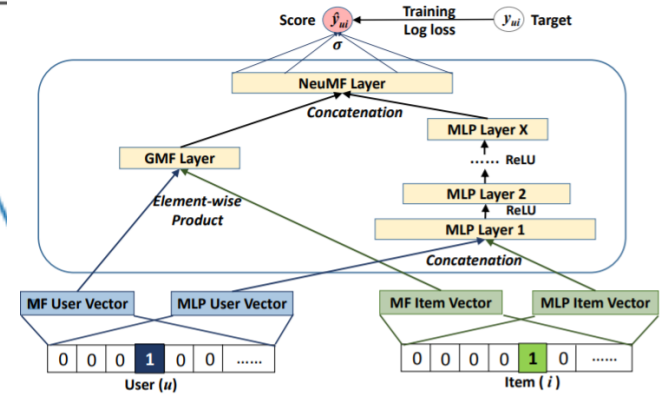 Score ŷui Training yui Target
Log loss
σ
NeuMF Layer
Concatenation
MLP Layer X
GMF Layer
...... ReLU
Element-wise
Product
MLP Layer 2
ReLU
MLP Layer 1
Concatenation
MF User Vector MLP User Vector MF Item Vector MLP Item Vector
0 0 0 1 0 0 ...... 0 0 0 0 1 0 ......
User (u) Item ( i )